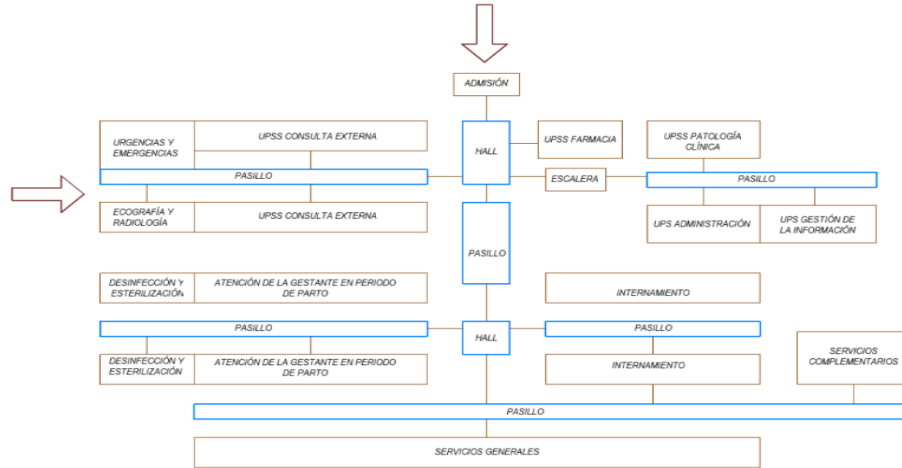 ADMISIÓN
URGENCIAS Y
EMERGENCIAS
UPSS CONSULTA EXTERNA
HALL
UPSS FARMACIA
UPSS PATOLOGÍA
CLÍNICA
PASILLO
ESCALERA
PASILLO
ECOGRAFÍA Y
RADIOLOGÍA
UPSS CONSULTA EXTERNA
PASILLO
UPS ADMINISTRACIÓN
UPS GESTIÓN DE
LA INFORMACIÓN
DESINFECCIÓN Y
ESTERILIZACIÓN
ATENCIÓN DE LA GESTANTE EN PERIODO
DE PARTO
INTERNAMIENTO
PASILLO
HALL
PASILLO
DESINFECCIÓN Y
ESTERILIZACIÓN
ATENCIÓN DE LA GESTANTE EN PERIODO
DE PARTO
INTERNAMIENTO
SERVICIOS
COMPLEMENTARIOS
PASILLO
SERVICIOS GENERALES